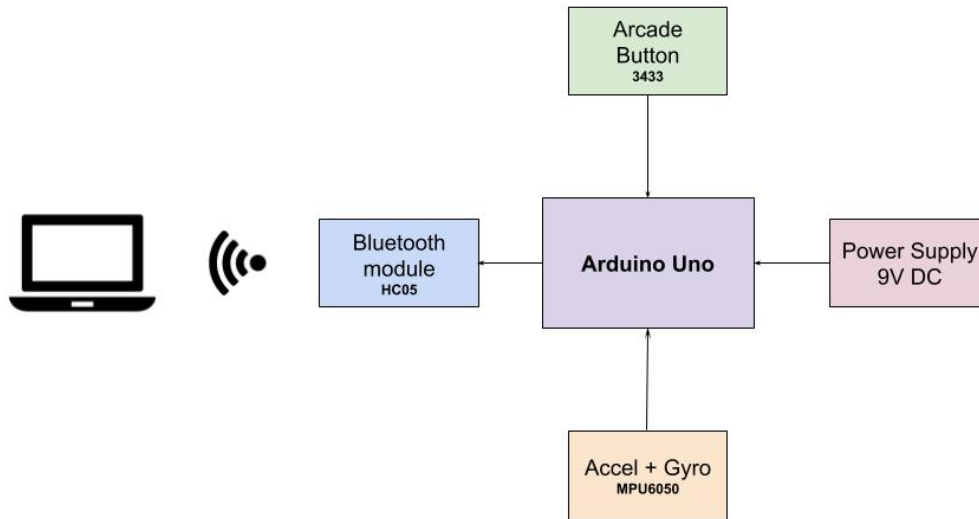 Arcade
Button
3433
Bluetooth
module
HC05
Arduino Uno
Power Supply
9V DC
Accel + Gyro
MPU6050